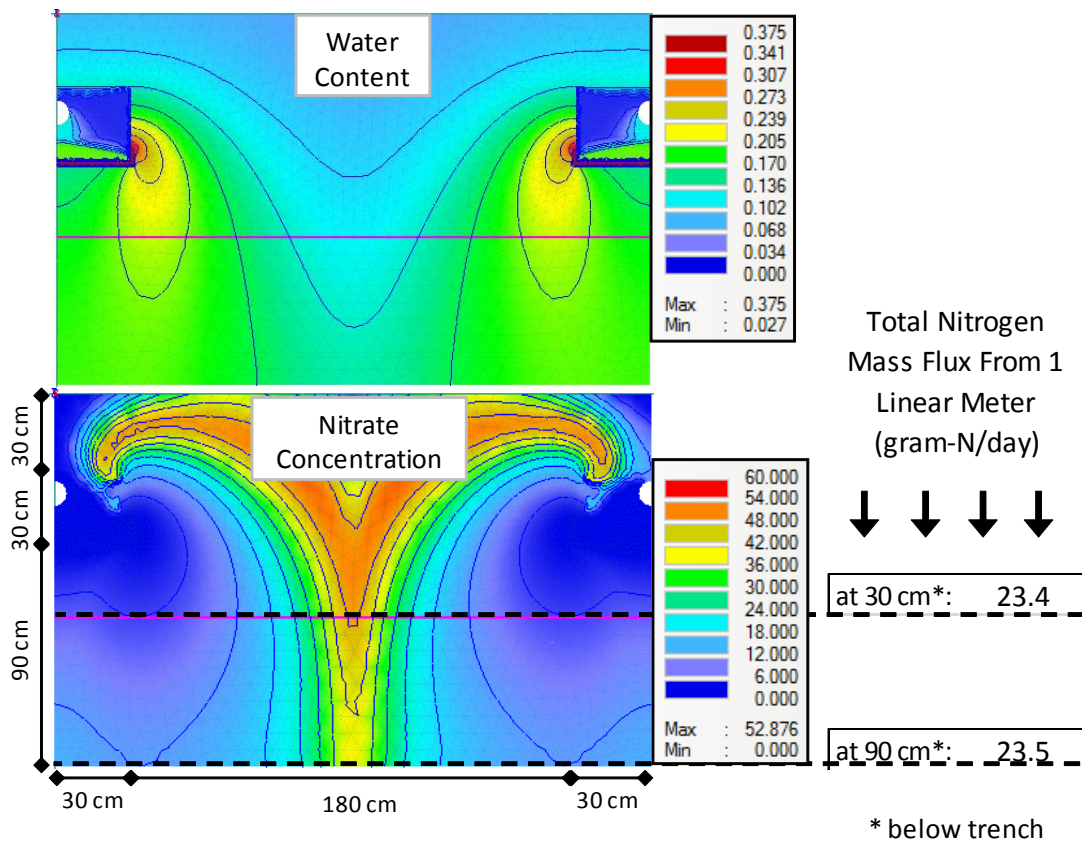 Water
Content
0.375
0.341
0.307
0.273
0.239
0.205
0.170
0.136
0.102
0.068
0.034
0.000
Max : 0.375
Min : 0.027
Nitrate
Concentration
60.000
54.000
48.000
42.000
36.000
30.000
24.000
18.000
12.000
6.000
0.000
Max : 52.876
Min : 0.000
30 cm
30 cm
90 cm
30 cm
180 cm
30 cm
Total Nitrogen
Mass Flux From 1
Linear Meter
(gram-N/day)
at 30 cm*: 23.4
at 90 cm*: 23.5
* below trench